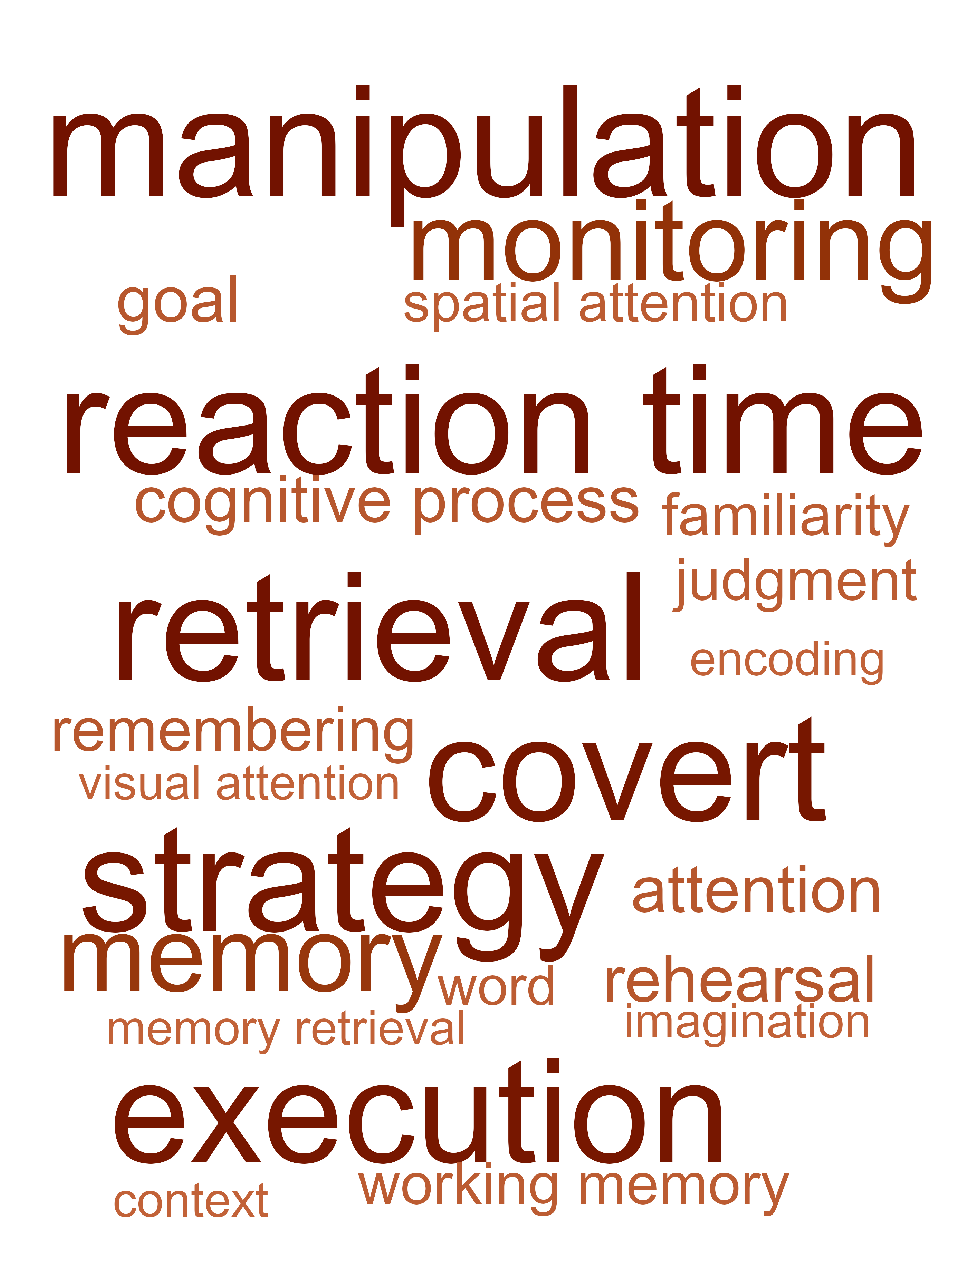 manipulation
monitoring
goal
spatial attention
reaction time
cognitive process
familiarity
judgment
retrieval
encoding
remembering
covert
visual attention
strategy
attention
memory
word
rehearsal
memory retrieval
imagination
execution
working memory
context